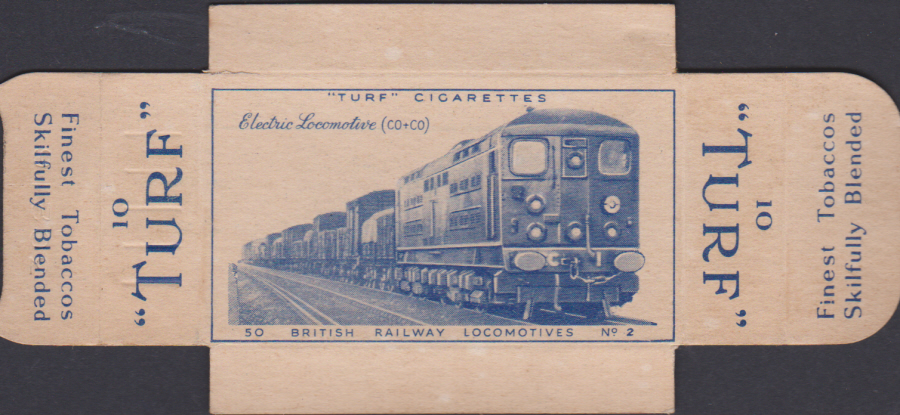 Finest Tobaccos
Skilfully Blended
10
"TURF"
"TURF" CIGARETTES
Electric Locomotive (CO+CO)
50 BRITISH RAILWAY LOCOMOTIVES Nº 2
"TURF"
10
Finest Tobaccos
Skilfully Blended